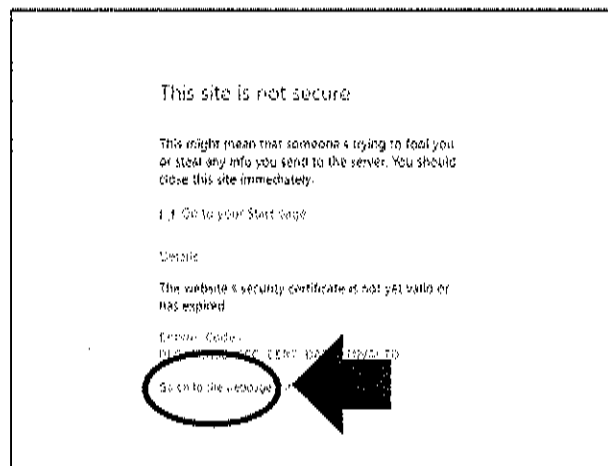 This site is not secure
This might mean that someone s trying to fool you
or steal any info you send to the server. You should
close this site immediately.
Go to your Start page
Details
The website s security certificate is not yet valid or
has expired
Error Code:
CERT
Go on to the webpage